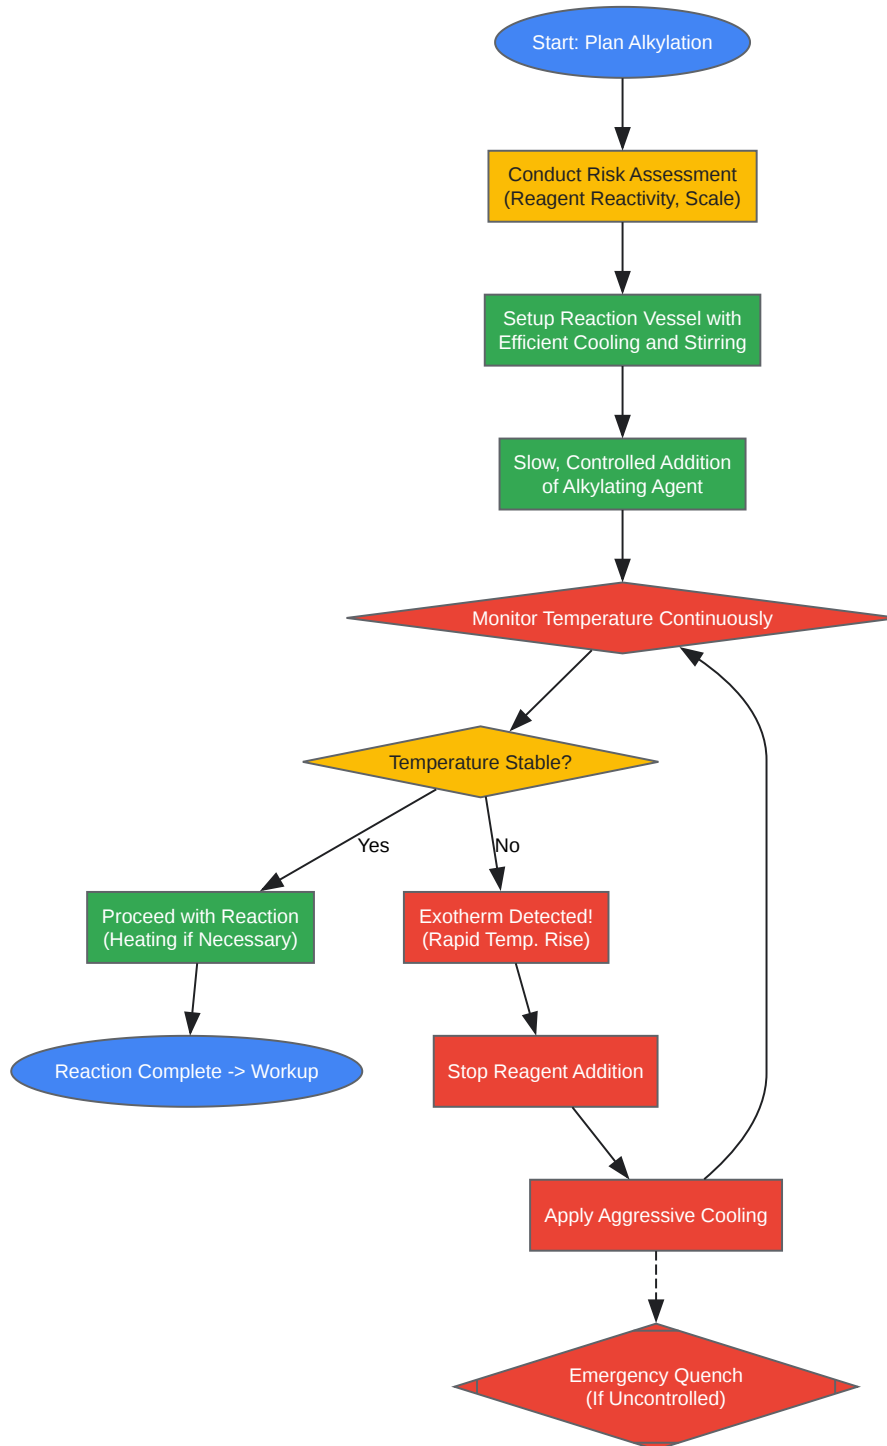 Start: Plan Alkylation
Conduct Risk Assessment
(Reagent Reactivity, Scale)
Setup Reaction Vessel with
Efficient Cooling and Stirring
Slow, Controlled Addition
of Alkylating Agent
Monitor Temperature Continuously
Temperature Stable?
Yes
No
Proceed with Reaction
(Heating if Necessary)
Exotherm Detected!
(Rapid Temp. Rise)
Reaction Complete -> Workup
Stop Reagent Addition
Apply Aggressive Cooling
Emergency Quench
(If Uncontrolled)